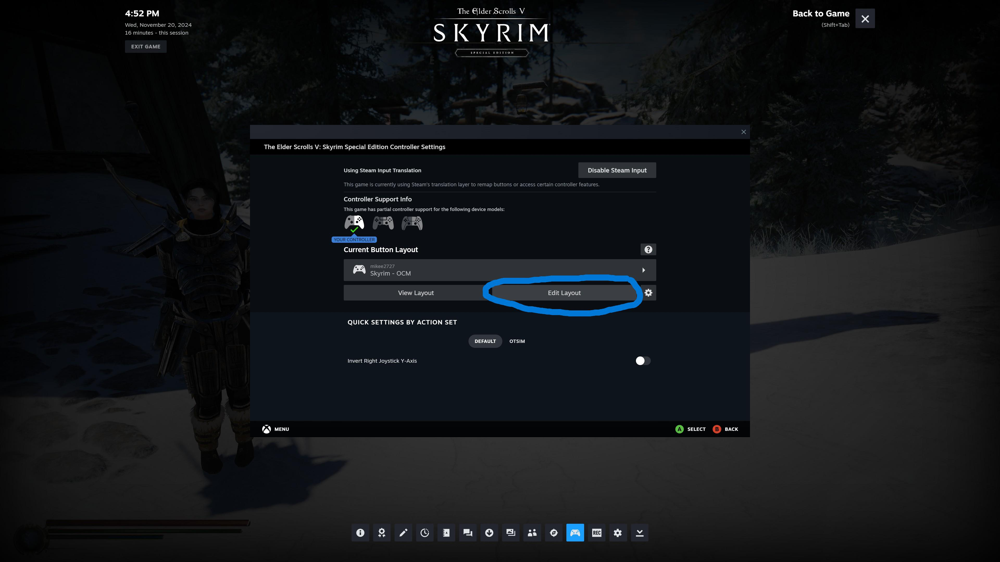 4:52 PM
Wed, November 20, 2024
16 minutes - this session
EXIT GAME
The Elder Scrolls V
SKYRIM
SPECIAL EDITION
E
Back to Game
(Shift+Tab)
The Elder Scrolls V: Skyrim Special Edition Controller Settings
Using Steam Input Translation
Disable Steam Input
This game is currently using Steam's translation layer to remap buttons or access certain controller features.
Controller Support Info
This game has partial controller support for the following device models:
YOUR CONTROLLER
Current Button Layout
mikee2727
Skyrim - OCM
View Layout
Edit Layout
QUICK SETTINGS BY ACTION SET
DEFAULT
OTSIM
Invert Right Joystick Y-Axis
MENU
A SELECT
B BACK
REC